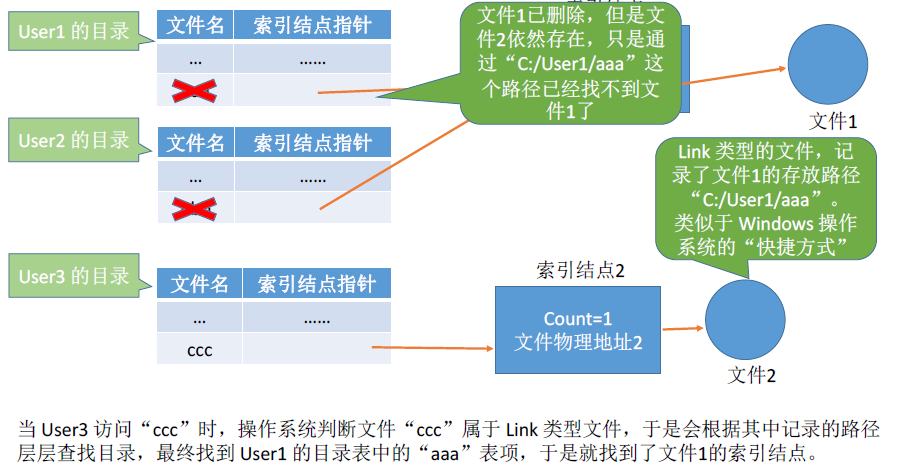 User1 的目录
文件名 索引结点指针
... ......
User2 的目录
文件名 索引结点指针
... ......
User3 的目录
文件名 索引结点指针
... ......
ccc
文件1已删除，但是文
件2依然存在，只是通
过“C:/User1/aaa”这
个路径已经找不到文
件1了
文件1
Link 类型的文件，记
录了文件1的存放路径
“C:/User1/aaa”。
类似于 Windows 操作
系统的“快捷方式”
索引结点2
Count=1
文件物理地址2
文件2
当 User3 访问“ccc”时，操作系统判断文件“ccc”属于 Link 类型文件，于是会根据其中记录的路径
层层查找目录，最终找到 User1 的目录表中的“aaa”表项，于是就找到了文件1的索引结点。